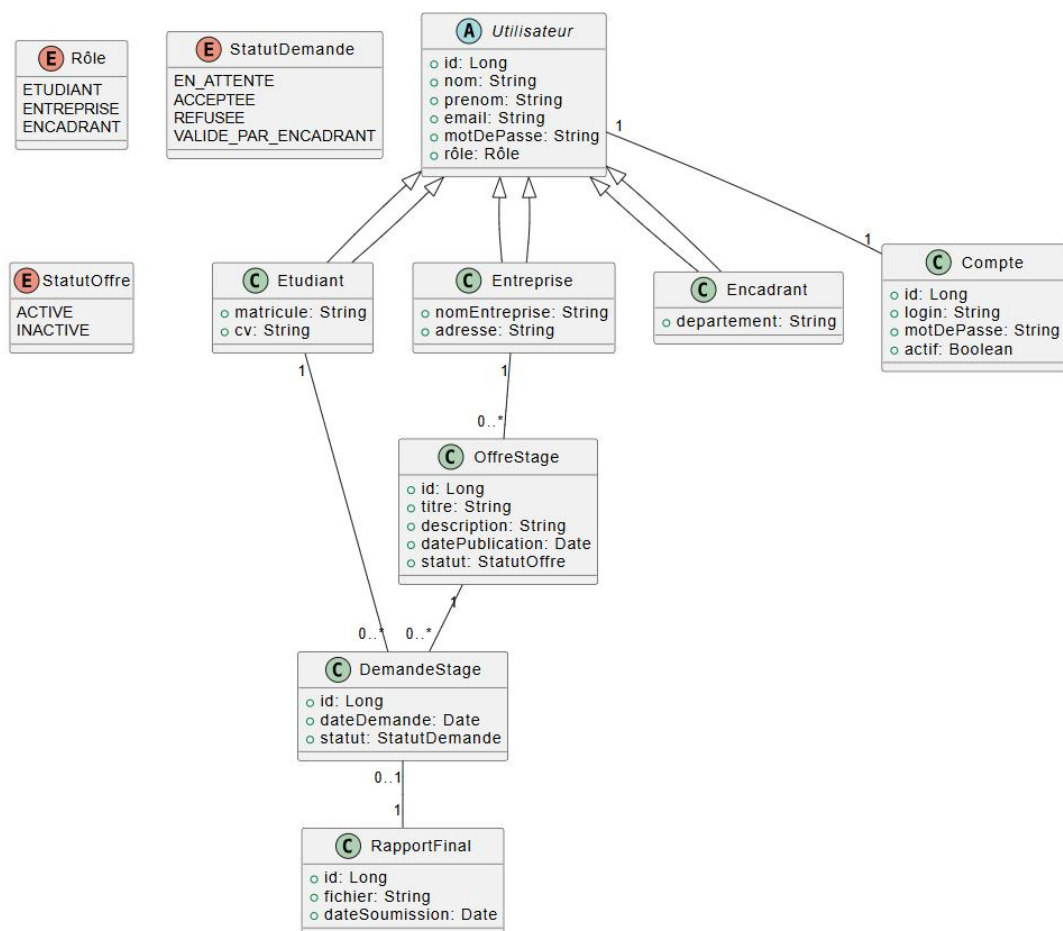 E Rôle
ETUDIANT
ENTREPRISE
ENCADRANT
E StatutDemande
EN_ATTENTE
ACCEPTEE
REFUSEE
VALIDE_PAR_ENCADRANT
A Utilisateur
id: Long
nom: String
prenom: String
email: String
motDePasse: String
rôle: Rôle
1
1
E StatutOffre
ACTIVE
INACTIVE
C Etudiant
matricule: String
cv: String
1
C Entreprise
nomEntreprise: String
adresse: String
1
C Encadrant
departement: String
C Compte
id: Long
login: String
motDePasse: String
actif: Boolean
0..*
C OffreStage
id: Long
titre: String
description: String
datePublication: Date
statut: StatutOffre
1
0..*
0..*
C DemandeStage
id: Long
dateDemande: Date
statut: StatutDemande
0..1
1
C RapportFinal
id: Long
fichier: String
dateSoumission: Date